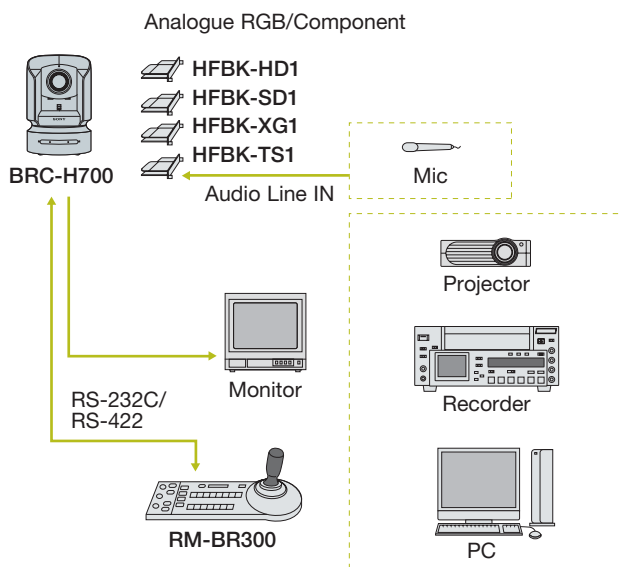 Analogue RGB/Component
HFBK-HD1
HFBK-SD1
HFBK-XG1
HFBK-TS1
BRC-H700
Audio Line IN
Mic
Projector
Monitor
RS-232C/
RS-422
Recorder
RM-BR300
PC